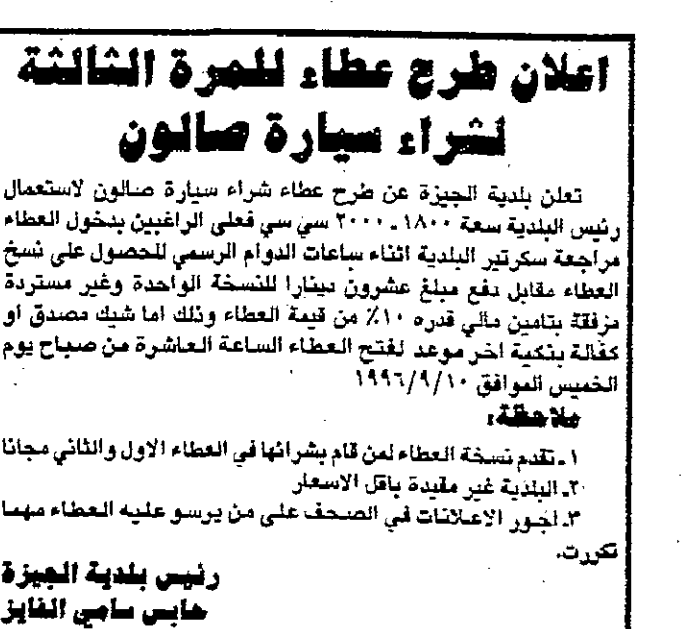 اعلان طرح عطاء للمرة الثالثة
لشراء سيارة صالون
تعلن بلدية الجيزة عن طرح عطاء شراء سيارة صالون لاستعمال
رئيس البلدية سعة ١٨٠٠ - ٢٠٠٠ سي سي فعلى الراغبين بدخول العطاء
مراجعة سكرتير البلدية اثناء ساعات الدوام الرسمي للحصول على نسخ
العطاء مقابل دفع مبلغ عشرون دينارا للنسخة الواحدة وغير مستردة
مرفقة بتامين مالي قدره ١٠٪ من قيمة العطاء وذلك اما شيك مصدق او
كفالة بنكية اخر موعد لفتح العطاء الساعة العاشرة من صباح يوم
الخميس الموافق ١٩٩٦/٩/١٠
ملاحظة:
١ـ تقدم نسخة العطاء لمن قام بشرائها في العطاء الاول والثاني مجانا
٢ـ البلدية غير مقيدة باقل الاسعار
٣ـ اجور الاعلانات في الصحف على من يرسو عليه العطاء مهما
تكررت.
رئيس بلدية الجيزة
هايس سامي الفايز